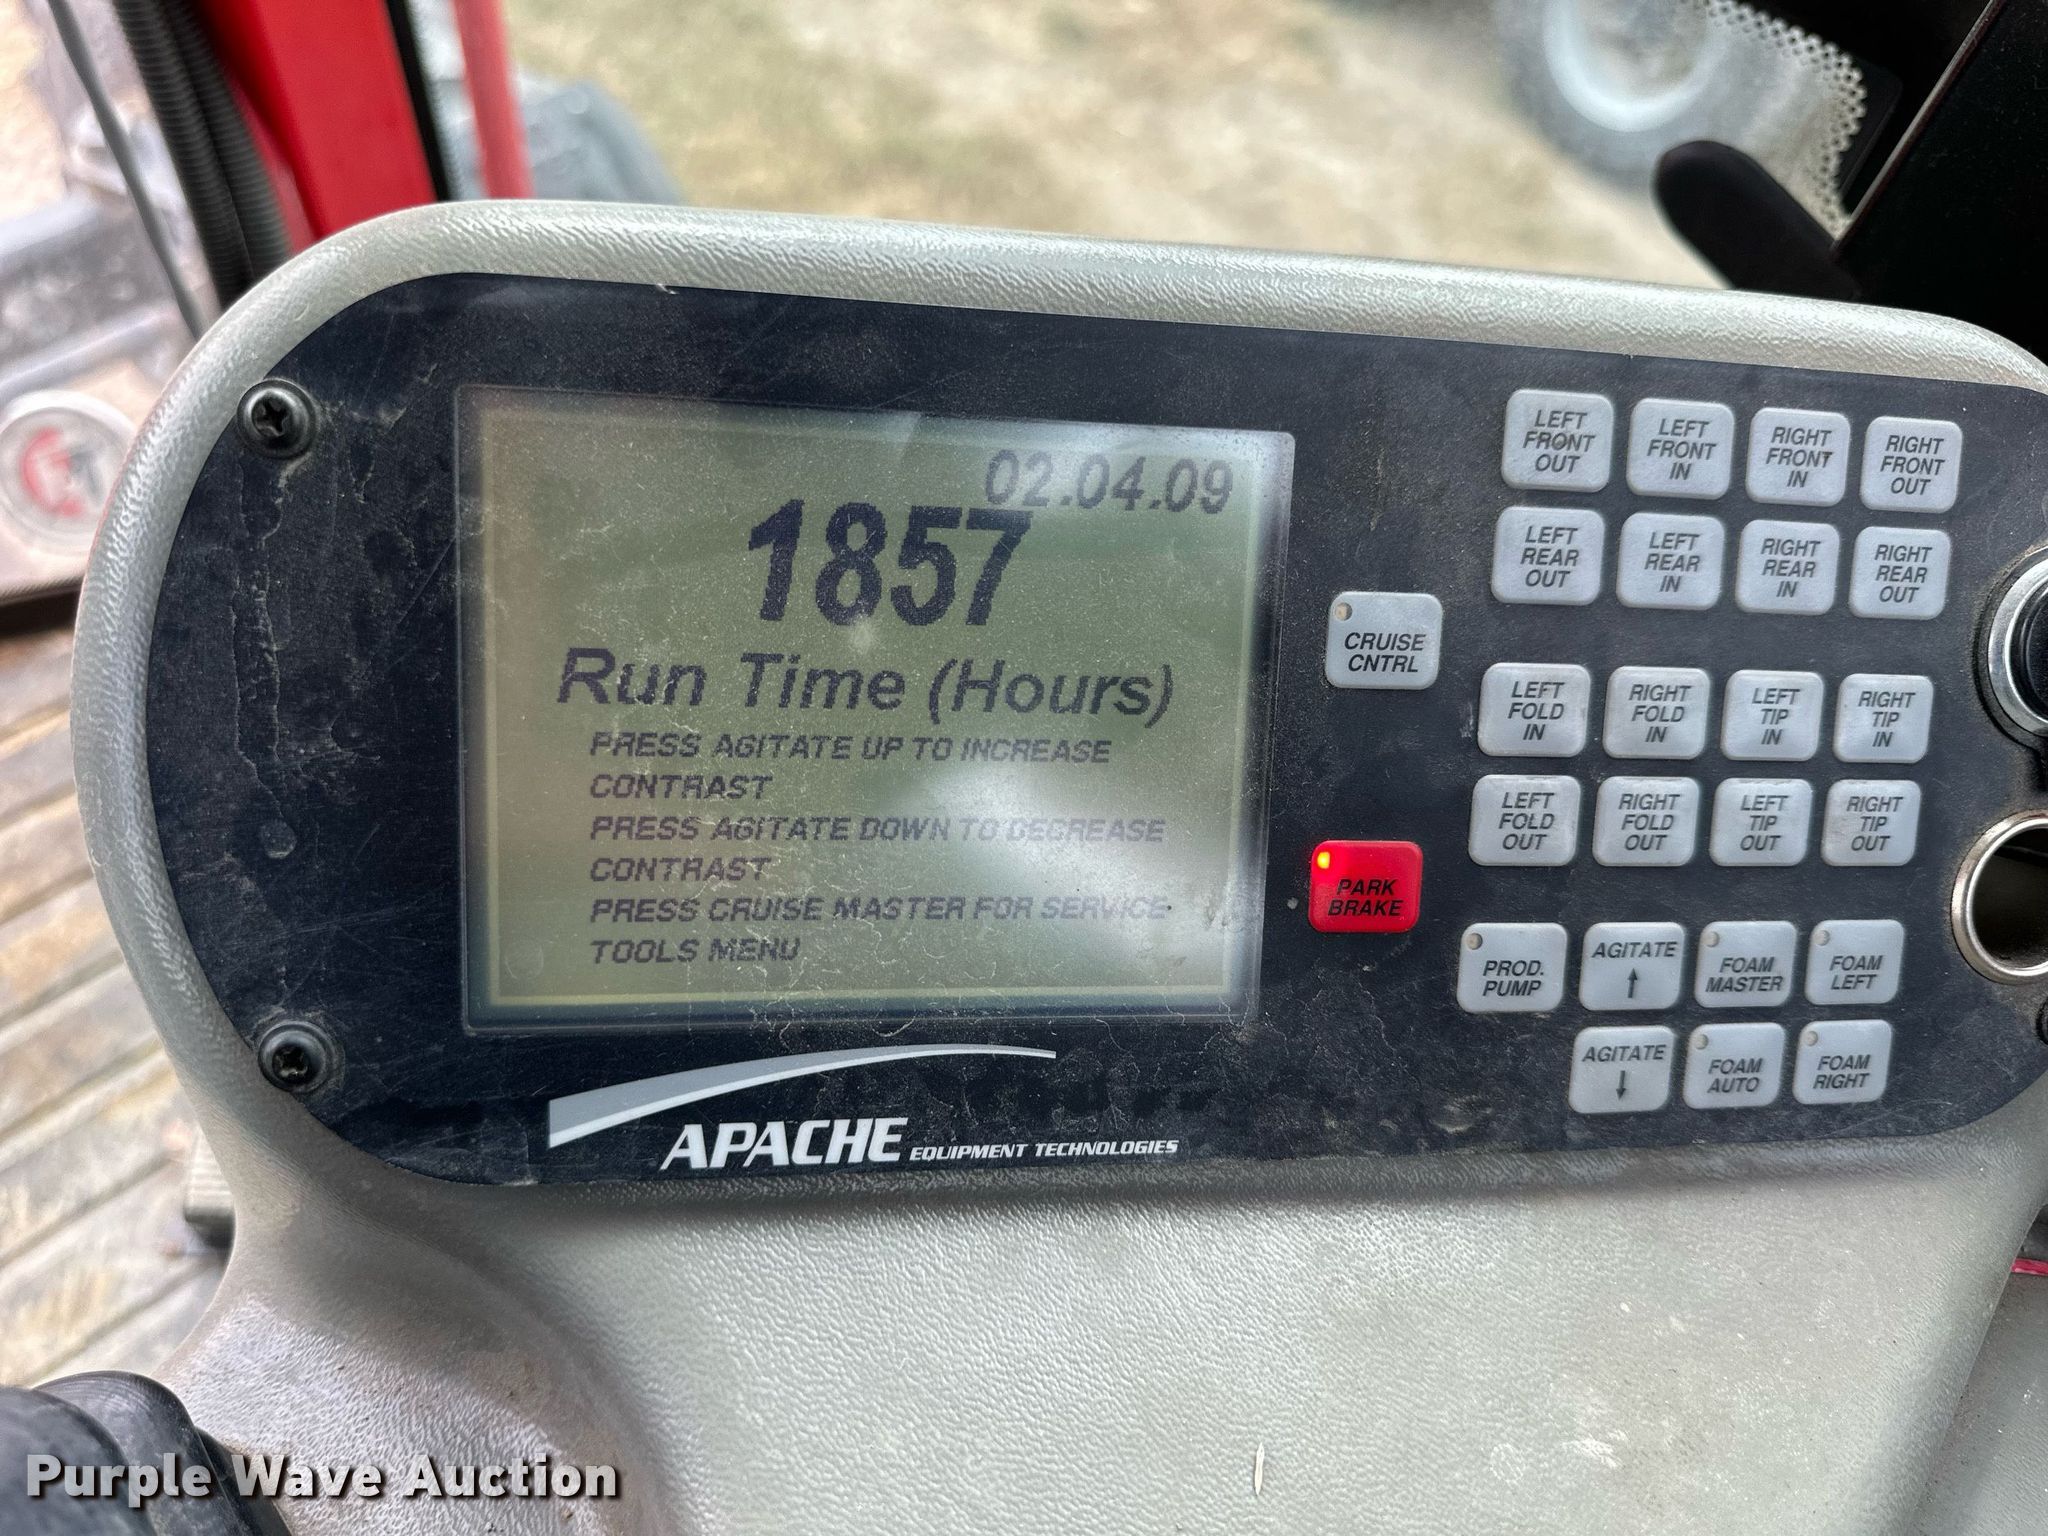 02.04.09
1857
Run Time (Hours)
PRESS AGITATE UP TO INCREASE
CONTRAST
PRESS AGITATE DOWN TO DECREASE
CONTRAST
PRESS CRUISE MASTER FOR SERVICE
TOOLS MENU
APACHE EQUIPMENT TECHNOLOGIES
CRUISE
CNTRL
PARK
BRAKE
LEFT
FRONT
OUT
LEFT
FRONT
IN
RIGHT
FRONT
IN
RIGHT
FRONT
OUT
LEFT
REAR
OUT
LEFT
REAR
IN
RIGHT
REAR
IN
RIGHT
REAR
OUT
LEFT
FOLD
IN
RIGHT
FOLD
IN
LEFT
TIP
IN
RIGHT
TIP
IN
LEFT
FOLD
OUT
RIGHT
FOLD
OUT
LEFT
TIP
OUT
RIGHT
TIP
OUT
PROD.
PUMP
AGITATE
↑
FOAM
MASTER
FOAM
LEFT
AGITATE
↓
FOAM
AUTO
FOAM
RIGHT
Purple Wave Auction